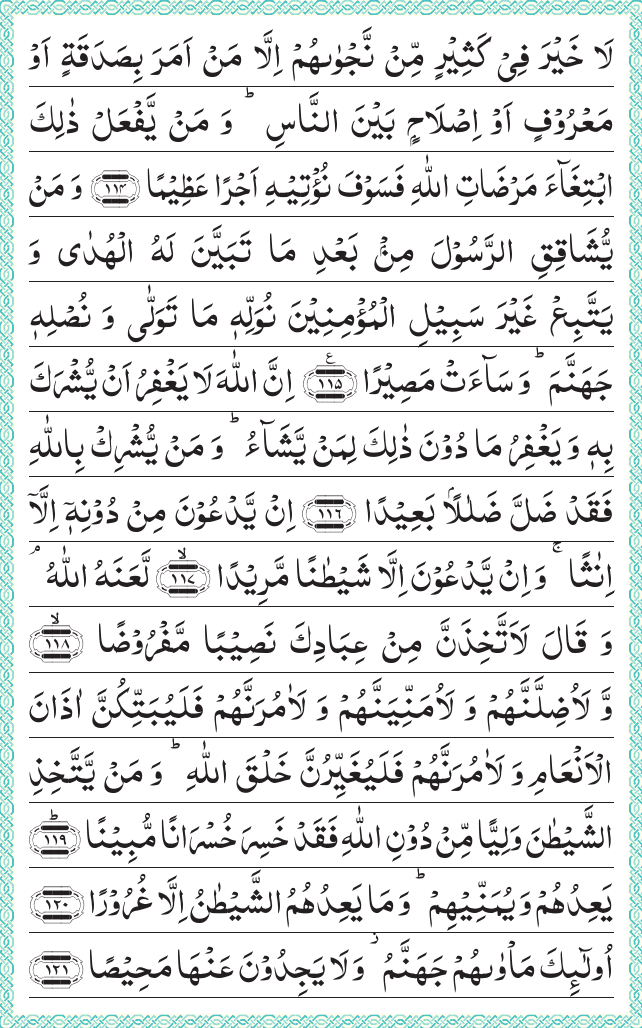 لَا خَيْرَ فِىْ كَثِيْرٍ مِّنْ نَّجْوٰىهُمْ اِلَّا مَنْ اَمَرَ بِصَدَقَةٍ اَوْ
مَعْرُوْفٍ اَوْ اِصْلَاحٍۭ بَيْنَ النَّاسِ ؕ وَ مَنْ يَّفْعَلْ ذٰلِكَ
ابْتِغَآءَ مَرْضَاتِ اللّٰهِ فَسَوْفَ نُؤْتِيْهِ اَجْرًا عَظِيْمًا ﴿۱۱۴﴾ وَ مَنْ
يُّشَاقِقِ الرَّسُوْلَ مِنْۢ بَعْدِ مَا تَبَيَّنَ لَهُ الْهُدٰى وَ
يَتَّبِعْ غَيْرَ سَبِيْلِ الْمُؤْمِنِيْنَ نُوَلِّهٖ مَا تَوَلّٰى وَ نُصْلِهٖ
جَهَنَّمَ ؕ وَ سَآءَتْ مَصِيْرًا ﴿۱۱۵﴾ ع اِنَّ اللّٰهَ لَا يَغْفِرُ اَنْ يُّشْرَكَ
بِهٖ وَ يَغْفِرُ مَا دُوْنَ ذٰلِكَ لِمَنْ يَّشَآءُ ؕ وَ مَنْ يُّشْرِكْ بِاللّٰهِ
فَقَدْ ضَلَّ ضَلٰلًاۢ بَعِيْدًا ﴿۱۱۶﴾ اِنْ يَّدْعُوْنَ مِنْ دُوْنِهٖۤ اِلَّاۤ
اِنٰثًا ۚ وَ اِنْ يَّدْعُوْنَ اِلَّا شَيْطٰنًا مَّرِيْدًا ﴿۱۱۷﴾ۙ لَّعَنَهُ اللّٰهُ ۘ
وَ قَالَ لَاَتَّخِذَنَّ مِنْ عِبَادِكَ نَصِيْبًا مَّفْرُوْضًا ﴿۱۱۸﴾ۙ
وَّ لَاُضِلَّنَّهُمْ وَ لَاُمَنِّيَنَّهُمْ وَ لَاٰمُرَنَّهُمْ فَلَيُبَتِّكُنَّ اٰذَانَ
الْاَنْعَامِ وَ لَاٰمُرَنَّهُمْ فَلَيُغَيِّرُنَّ خَلْقَ اللّٰهِ ؕ وَ مَنْ يَّتَّخِذِ
الشَّيْطٰنَ وَلِيًّا مِّنْ دُوْنِ اللّٰهِ فَقَدْ خَسِرَ خُسْرَانًا مُّبِيْنًا ﴿۱۱۹﴾ؕ
يَعِدُهُمْ وَ يُمَنِّيْهِمْ ؕ وَ مَا يَعِدُهُمُ الشَّيْطٰنُ اِلَّا غُرُوْرًا ﴿۱۲۰﴾
اُولٰٓئِكَ مَاْوٰىهُمْ جَهَنَّمُ ؗ وَ لَا يَجِدُوْنَ عَنْهَا مَحِيْصًا ﴿۱۲۱﴾